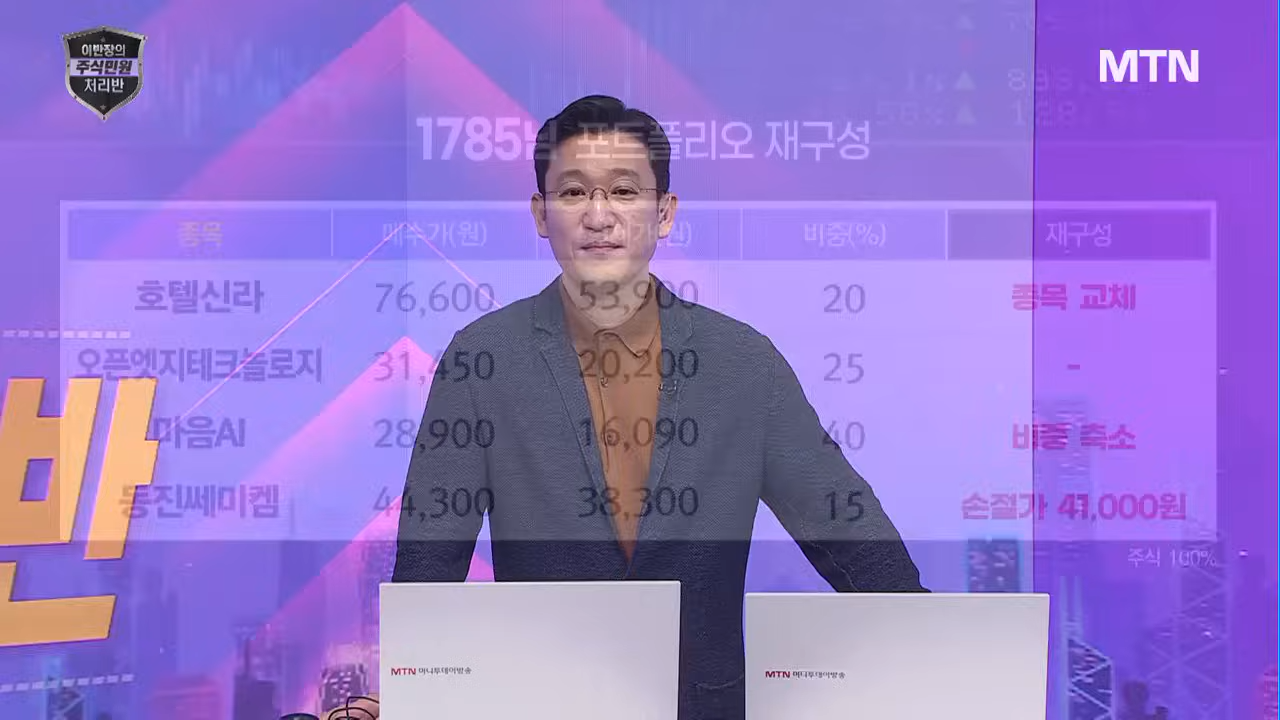 이반장의
주식민원
처리반
MTN
1785님 포트폴리오 재구성
종목 매수가(원) 비중(%) 재구성
호텔신라 76,600 53,900 20 종목 교체
오픈엣지테크놀로지 31,450 20,200 25 -
마음AI 28,900 16,090 40 비중 축소
동진쎄미켐 44,300 38,300 15 손절가 41,000원
주식 100%
반
MTN 머니투데이방송
MTN 머니투데이방송